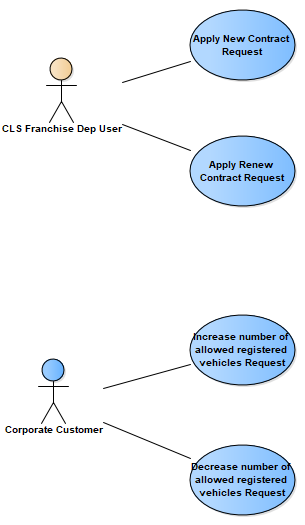 Apply New Contract
Request
CLS Franchise Dep User
Apply Renew
Contract Request
Increase number of
allowed registered
vehicles Request
Corporate Customer
Decrease number of
allowed registered
vehicles Request